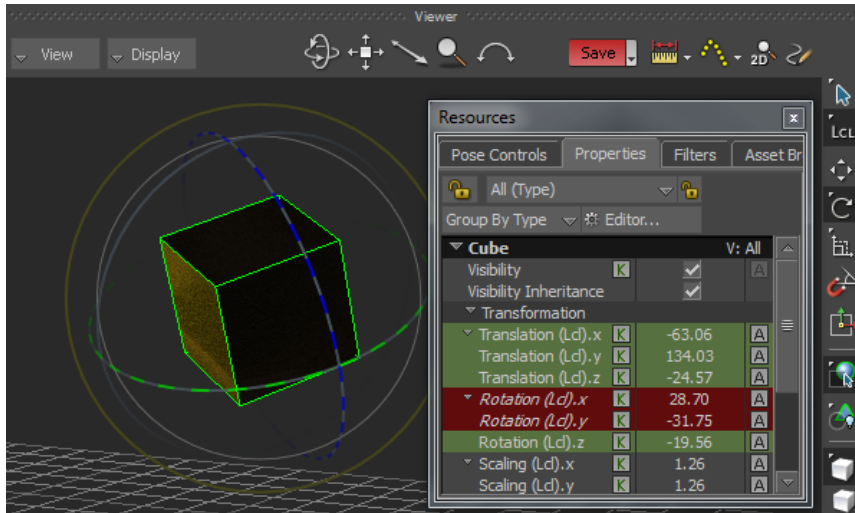 Viewer
View
Display
Save
2D
LCL
Resources
x
Pose Controls
Properties
Filters
Asset Br
All (Type)
Group By Type
Editor...
Cube V: All
Visibility K A
Visibility Inheritance
Transformation
Translation (Lcl).x K -63.06 A
Translation (Lcl).y K 134.03 A
Translation (Lcl).z K -24.57 A
Rotation (Lcl).x K 28.70 A
Rotation (Lcl).y K -31.75 A
Rotation (Lcl).z K -19.56 A
Scaling (Lcl).x K 1.26 A
Scaling (Lcl).y K 1.26 A